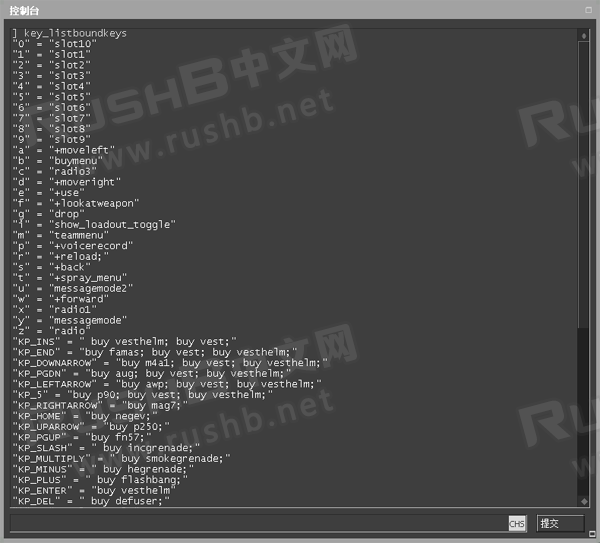 控制台
] key_listboundkeys
"0" = "slot10"
"1" = "slot1"
"2" = "slot2"
"3" = "slot3"
"4" = "slot4"
"5" = "slot5"
"6" = "slot6"
"7" = "slot7"
"8" = "slot8"
"9" = "slot9"
"a" = "+moveleft"
"b" = "buymenu"
"c" = "radio3"
"d" = "+moveright"
"e" = "+use"
"f" = "+lookatweapon"
"g" = "drop"
"i" = "show_loadout_toggle"
"m" = "teammenu"
"p" = "+voicerecord"
"r" = "+reload;"
"s" = "+back"
"t" = "+spray_menu"
"u" = "messagemode2"
"w" = "+forward"
"x" = "radio1"
"y" = "messagemode"
"z" = "radio"
"KP_INS" = " buy vesthelm; buy vest;"
"KP_END" = "buy famas; buy vest; buy vesthelm;"
"KP_DOWNARROW" = "buy m4a1; buy vest; buy vesthelm;"
"KP_PGDN" = "buy aug; buy vest; buy vesthelm;"
"KP_LEFTARROW" = "buy awp; buy vest; buy vesthelm;"
"KP_5" = "buy p90; buy vest; buy vesthelm;"
"KP_RIGHTARROW" = "buy mag7;"
"KP_HOME" = "buy negev;"
"KP_UPARROW" = "buy p250;"
"KP_PGUP" = "buy fn57;"
"KP_SLASH" = " buy incgrenade;"
"KP_MULTIPLY" = " buy smokegrenade;"
"KP_MINUS" = " buy hegrenade;"
"KP_PLUS" = " buy flashbang;"
"KP_ENTER" = "buy vesthelm"
"KP_DEL" = " buy defuser;"
CHS 提交
RUSHB中文网
www.rushb.net